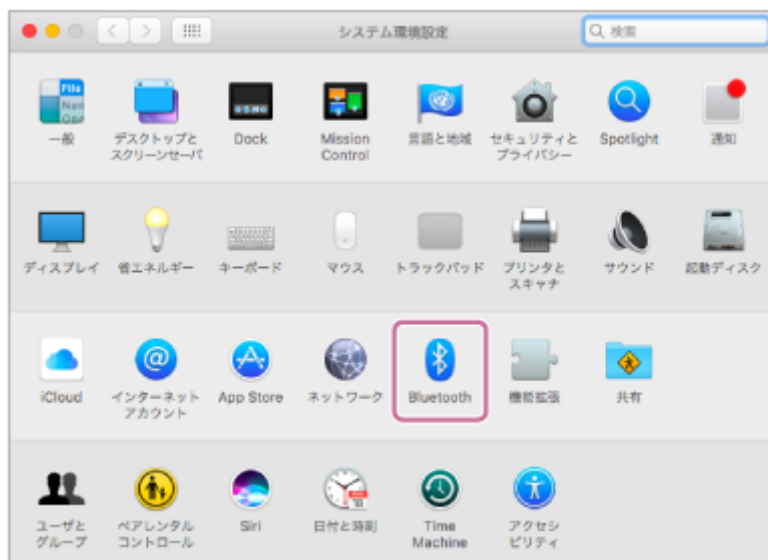 システム環境設定
検索
一般
デスクトップと
スクリーンセーバ
Dock
Mission
Control
言語と地域
セキュリティと
プライバシー
Spotlight
通知
ディスプレイ
省エネルギー
キーボード
マウス
トラックパッド
プリンタと
スキャナ
サウンド
起動ディスク
iCloud
インターネット
アカウント
App Store
ネットワーク
Bluetooth
機能拡張
共有
ユーザと
グループ
ペアレンタル
コントロール
Siri
日付と時刻
Time
Machine
アクセシ
ビリティ